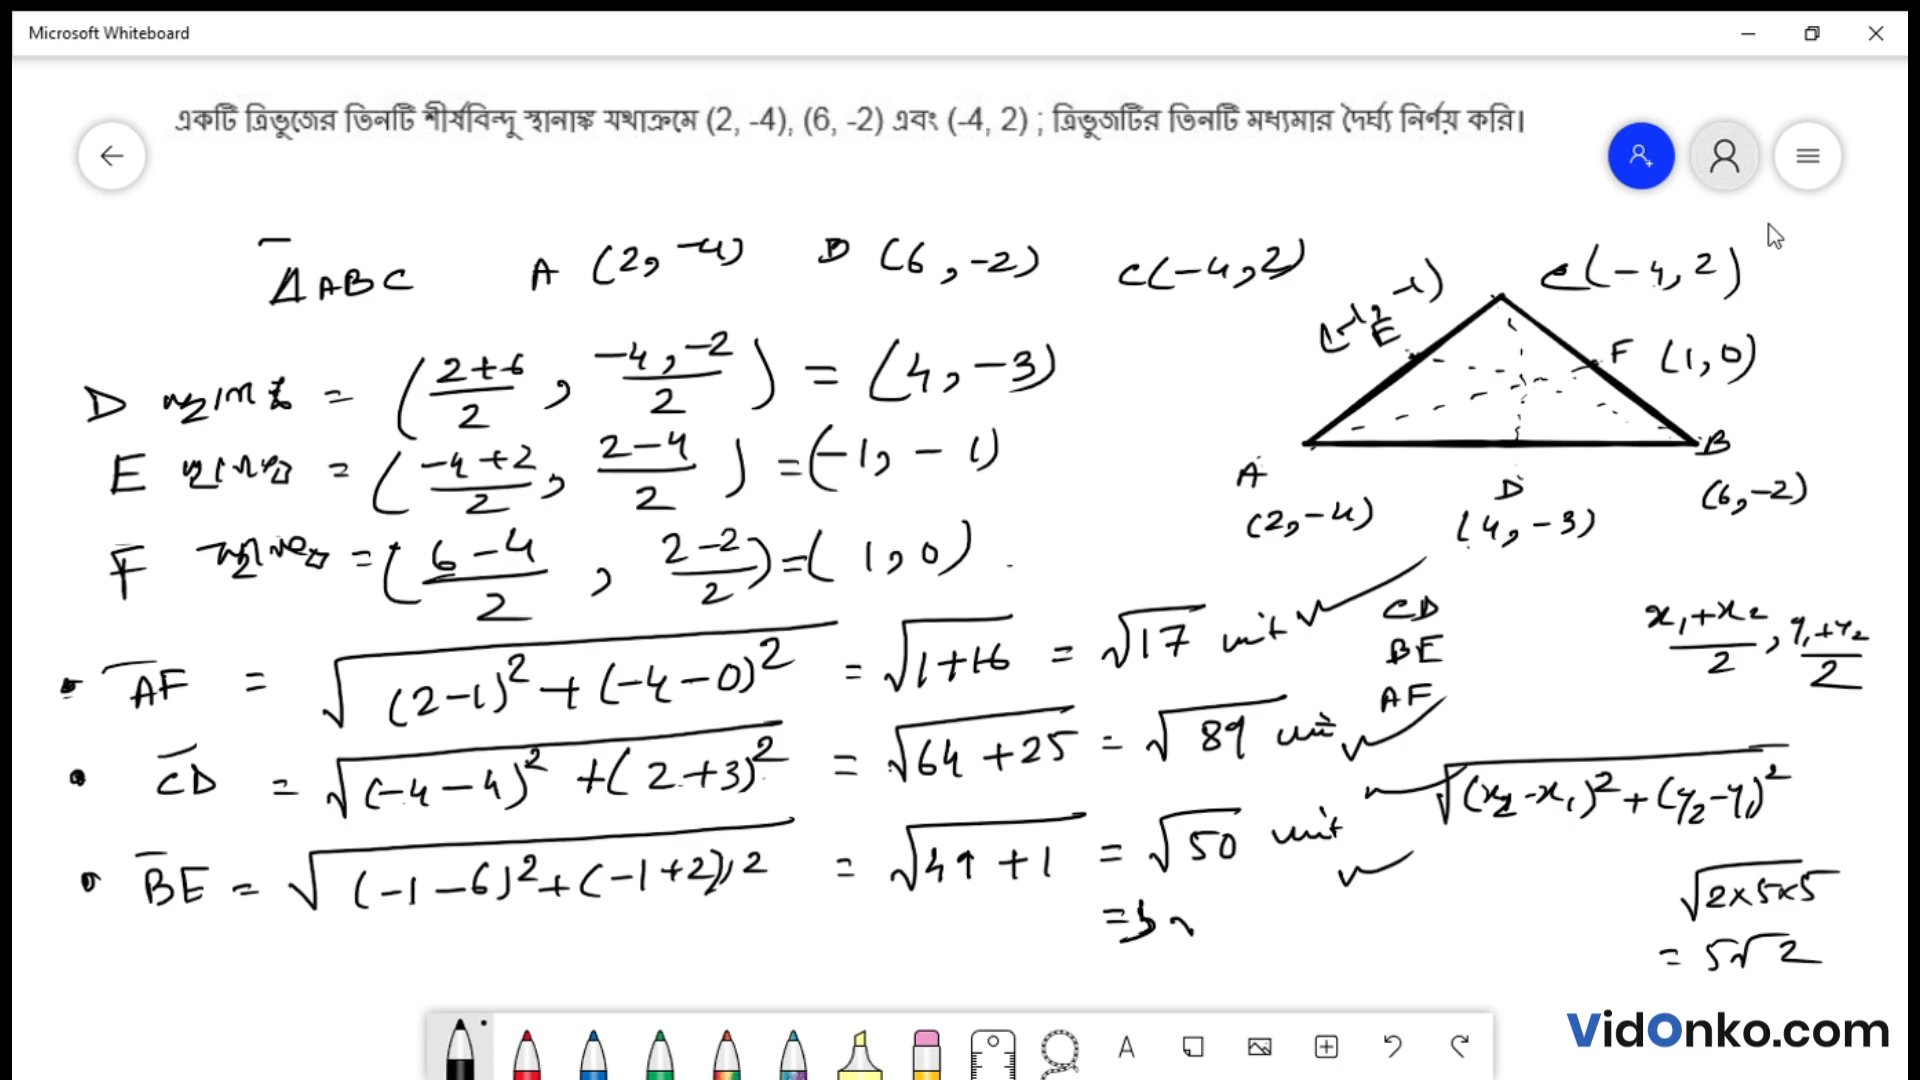 Microsoft Whiteboard
একটি ত্রিভুজের তিনটি শীর্ষবিন্দু স্থানাঙ্ক যথাক্রমে (2, -4), (6, -2) এবং (-4, 2) ; ত্রিভুজটির তিনটি মধ্যমার দৈর্ঘ্য নির্ণয় করি।
ΔABC A (2, -4) B (6, -2) C(-4, 2)
D = ((2+6)/2, (-4, -2)/2) = (4, -3)
E = ((-4+2)/2, (2-4)/2) = (-1, -1)
F = ((6-4)/2, (2-2)/2) = (1, 0)
AF = √((2-1)² + (-4-0)²) = √(1+16) = √17 unit
CD = √((-4-4)² + (2+3)²) = √(64+25) = √89 unit
BE = √((-1-6)² + (-1+2)²) = √(49+1) = √50 unit
C(-4, 2)
E
F (1, 0)
A
(2, -4)
D
(4, -3)
B
(6, -2)
CD
BE
AF
(x₁+x₂)/2, (y₁+y₂)/2
√((x₂-x₁)² + (y₂-y₁)²)
√(2×5×5)
= 5√2
VidOnko.com